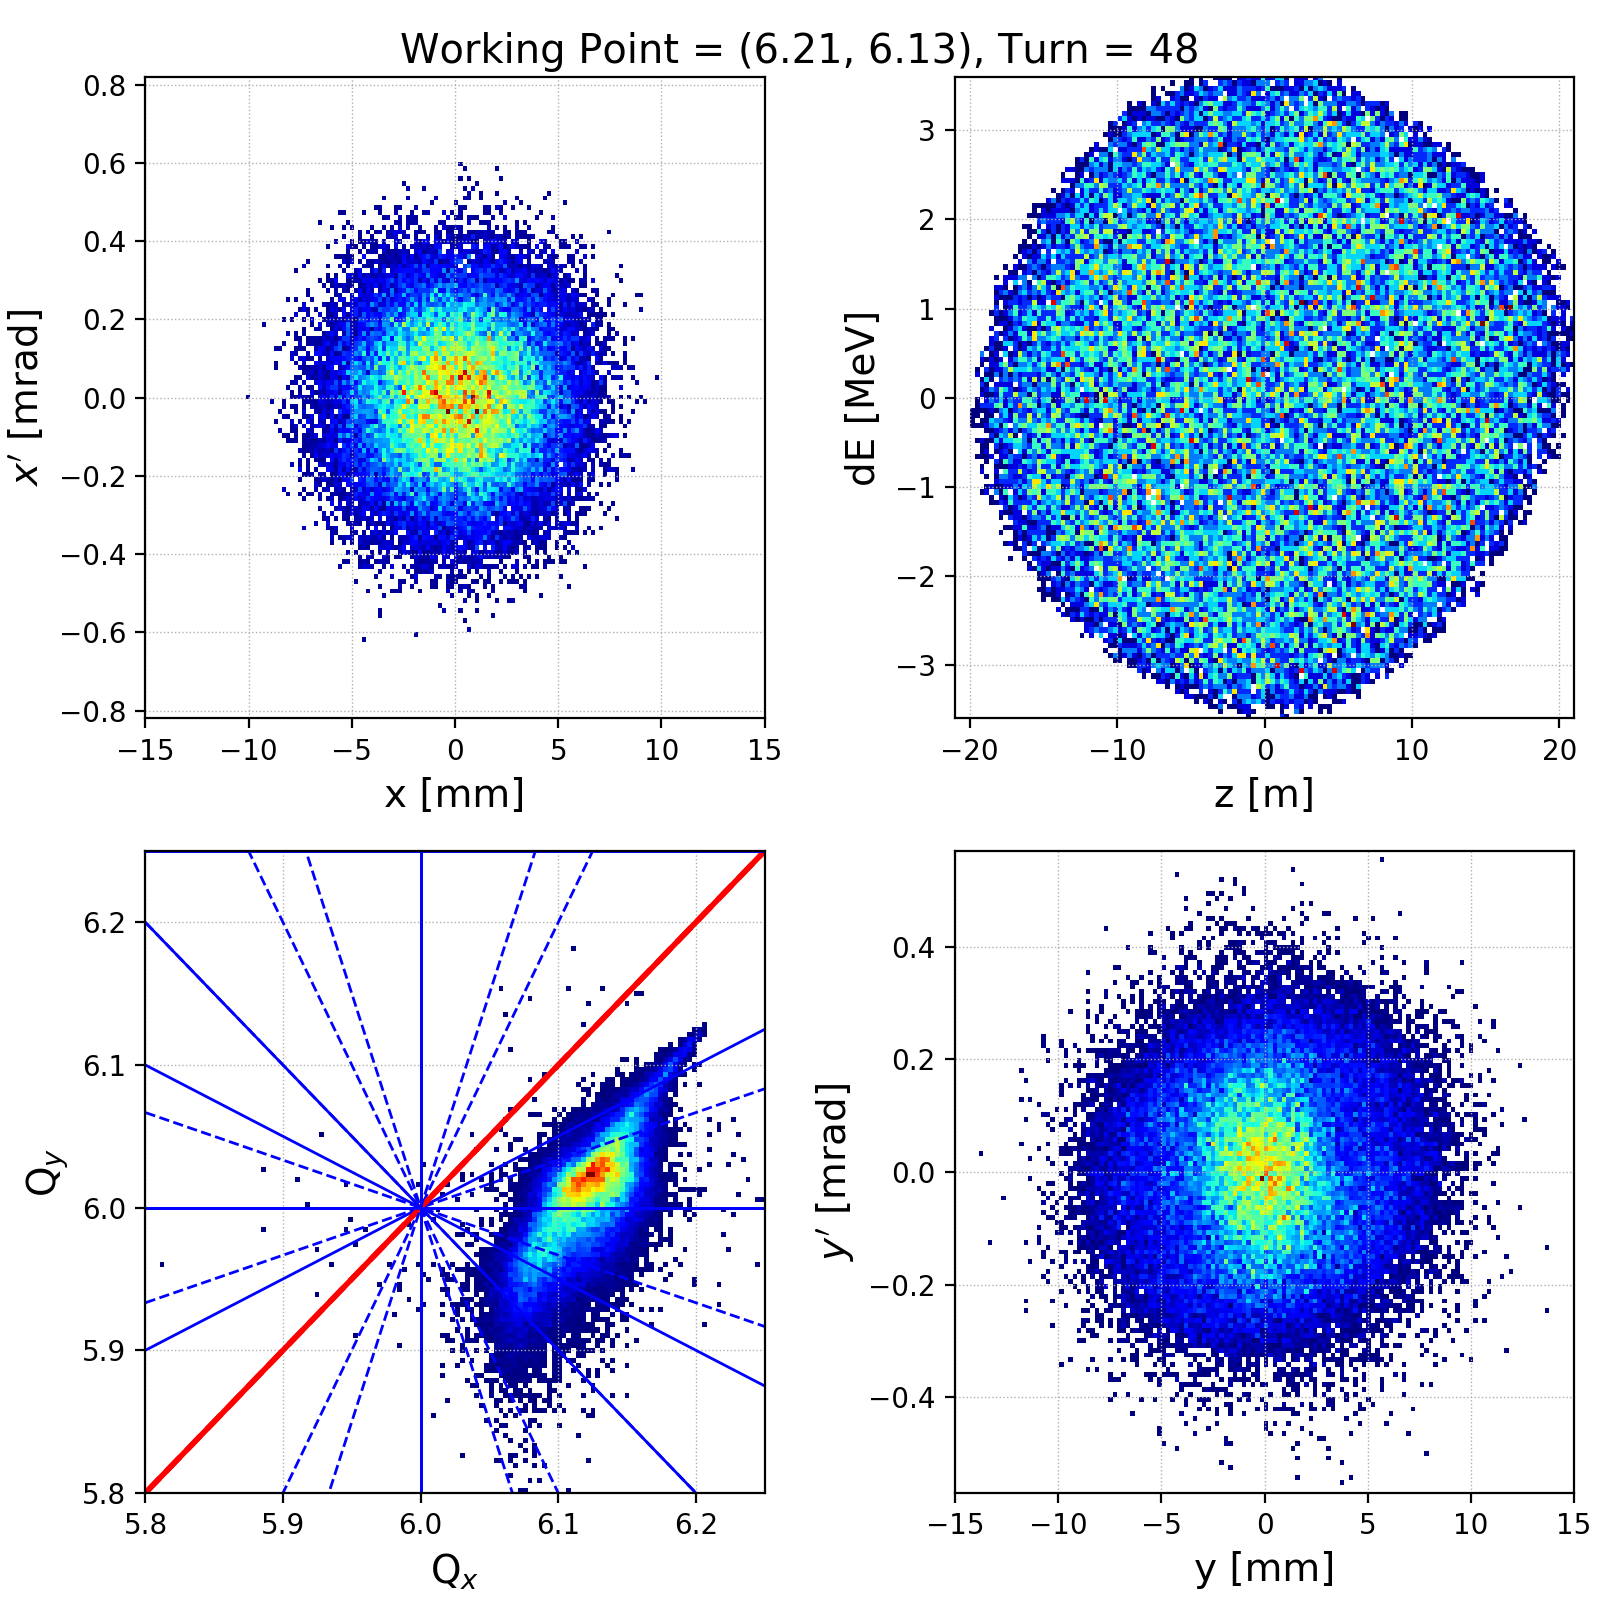 Working Point = (6.21, 6.13), Turn = 48
0.8
0.6
0.4
0.2
0.0
−0.2
−0.4
−0.6
−0.8
x′ [mrad]
−15 −10 −5 0 5 10 15
x [mm]
3
2
1
0
−1
−2
−3
dE [MeV]
−20 −10 0 10 20
z [m]
6.2
6.1
6.0
5.9
5.8
Qy
5.8 5.9 6.0 6.1 6.2
Qx
0.4
0.2
0.0
−0.2
−0.4
y′ [mrad]
−15 −10 −5 0 5 10 15
y [mm]